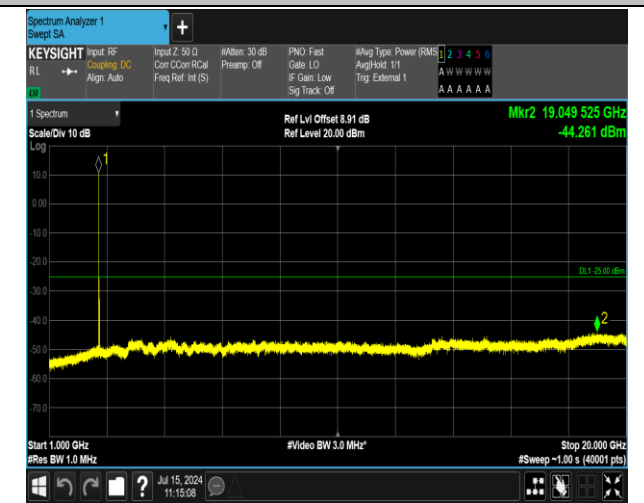 Spectrum Analyzer 1
Swept SA
+
KEYSIGHT
RL
Input: RF
Coupling: DC
Align: Auto
Input Z: 50 Ω
Corr CCorr RCal
Freq Ref: Int (S)
#Atten: 30 dB
Preamp: Off
PNO: Fast
Gate: LO
IF Gain: Low
Sig Track: Off
#Avg Type: Power (RMS
Avg|Hold: 1/1
Trig: External 1
1 2 3 4 5 6
A W W W W W
A A A A A A
1 Spectrum
Scale/Div 10 dB
Log
Ref Lvl Offset 8.91 dB
Ref Level 20.00 dBm
Mkr2 19.049 525 GHz
-44.261 dBm
1
10.0
0.00
-10.0
-20.0
DL1 -25.00 dBm
-30.0
-40.0
2
-50.0
-60.0
-70.0
Start 1.000 GHz
#Res BW 1.0 MHz
#Video BW 3.0 MHz*
Stop 20.000 GHz
#Sweep ~1.00 s (40001 pts)
?
Jul 15, 2024
11:15:08